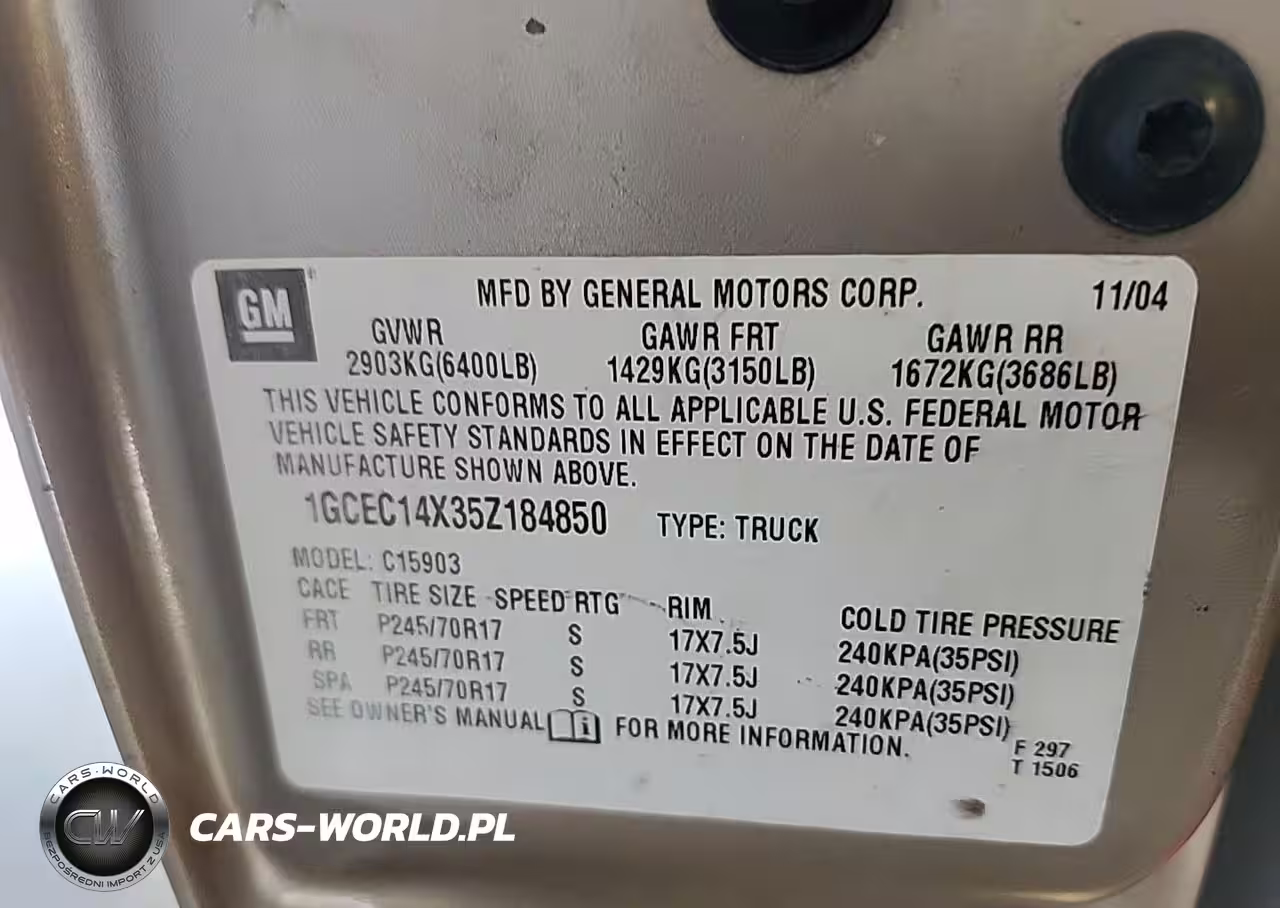 GM
MFD BY GENERAL MOTORS CORP. 11/04
GVWR GAWR FRT GAWR RR
2903KG(6400LB) 1429KG(3150LB) 1672KG(3686LB)
THIS VEHICLE CONFORMS TO ALL APPLICABLE U.S. FEDERAL MOTOR
VEHICLE SAFETY STANDARDS IN EFFECT ON THE DATE OF
MANUFACTURE SHOWN ABOVE.
1GCEC14X35Z184850 TYPE: TRUCK
MODEL: C15903
CACE TIRE SIZE SPEED RTG RIM COLD TIRE PRESSURE
FRT P245/70R17 S 17X7.5J 240KPA(35PSI)
RR P245/70R17 S 17X7.5J 240KPA(35PSI)
SPA P245/70R17 S 17X7.5J 240KPA(35PSI)
SEE OWNER'S MANUAL FOR MORE INFORMATION.
F 297
T 1506
CARS-WORLD
CW
BEZPOŚREDNI IMPORT Z USA
CARS-WORLD.PL